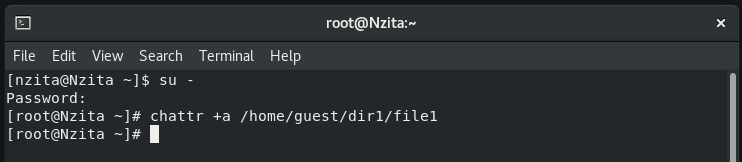 root@Nzita:~
File Edit View Search Terminal Help
[nzita@Nzita ~]$ su -
Password:
[root@Nzita ~]# chattr +a /home/guest/dir1/file1
[root@Nzita ~]#